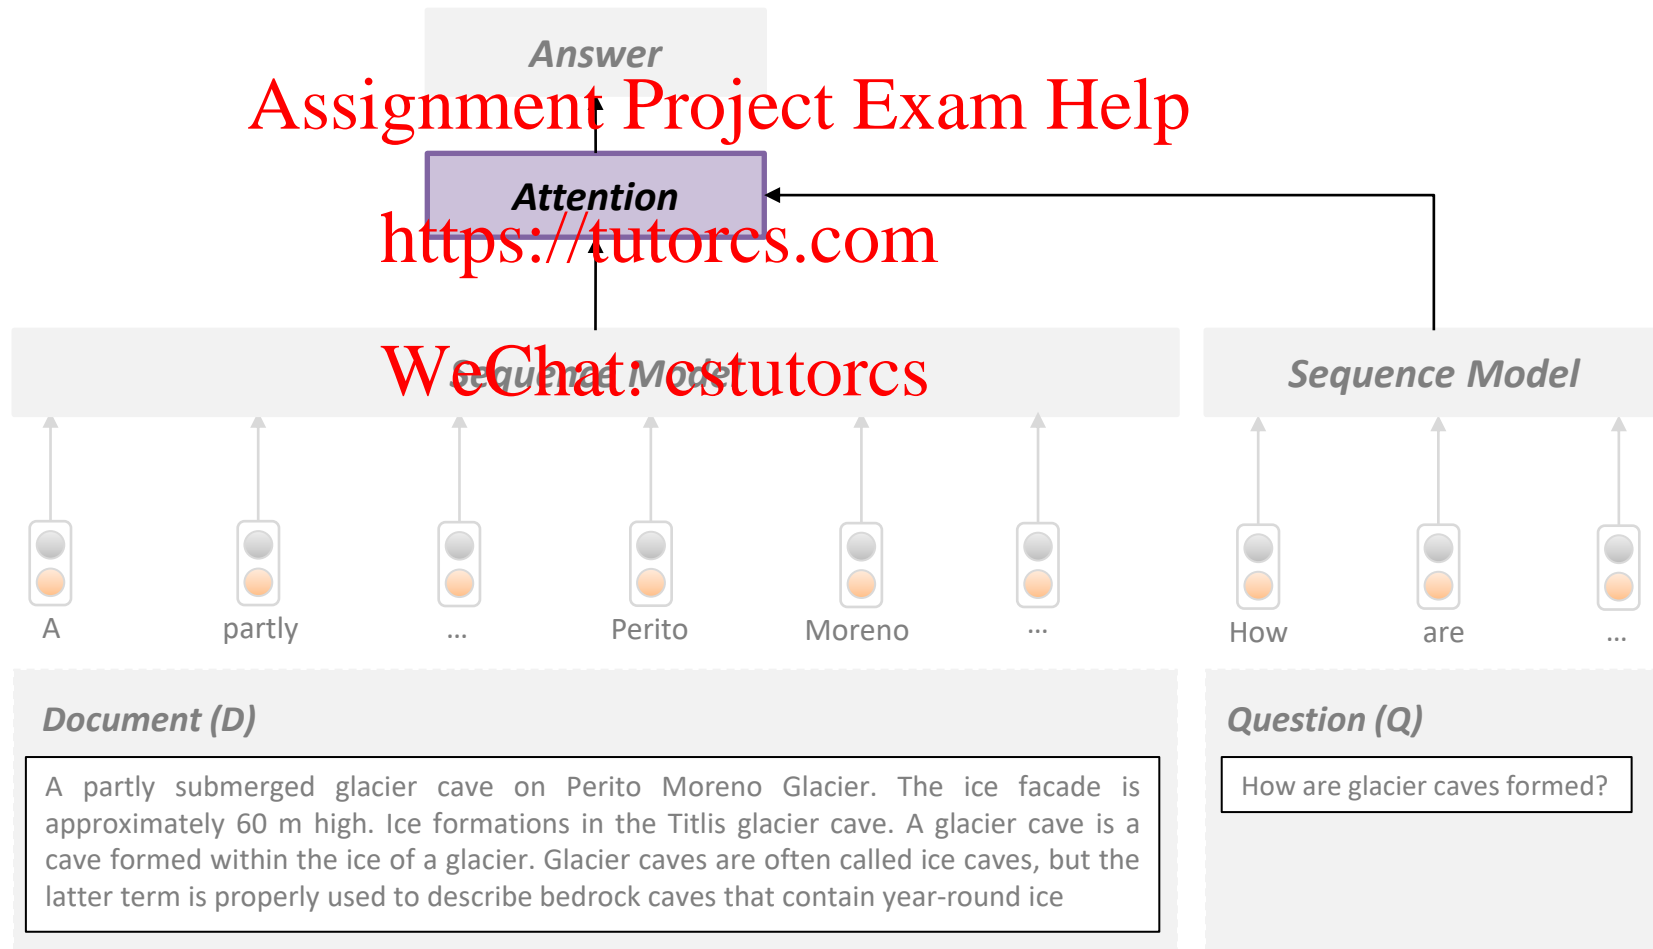 Answer
Assignment Project Exam Help
Attention
https://tutorcs.com
Sequence Model
WeChat: cstutorcs
Sequence Model
A partly ... Perito Moreno ...
How are ...
Document (D)
A partly submerged glacier cave on Perito Moreno Glacier. The ice facade is
approximately 60 m high. Ice formations in the Titlis glacier cave. A glacier cave is a
cave formed within the ice of a glacier. Glacier caves are often called ice caves, but the
latter term is properly used to describe bedrock caves that contain year-round ice
Question (Q)
How are glacier caves formed?